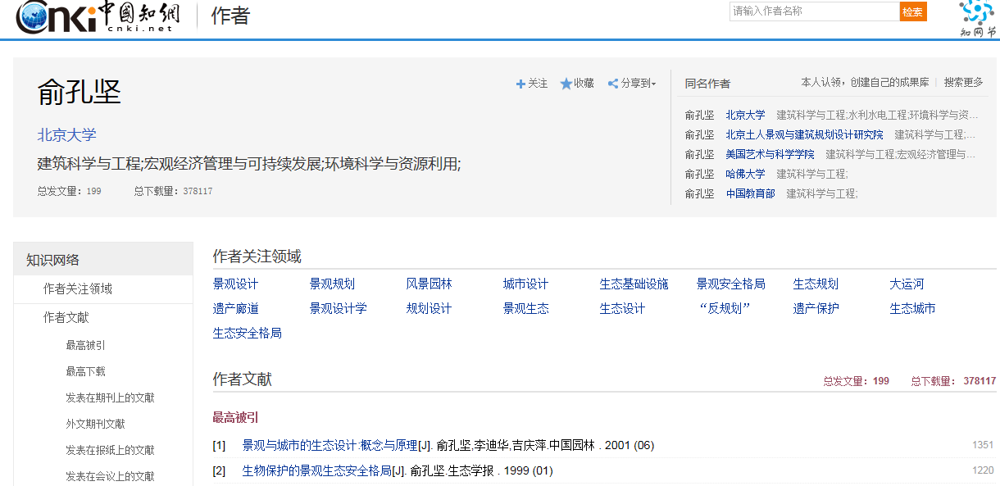 Cnki 中国知網 cnki.net 作者 请输入作者名称 检索
知网节
俞孔坚
关注 收藏 分享到
北京大学
建筑科学与工程;宏观经济管理与可持续发展;环境科学与资源利用;
总发文量：199 总下载量：378117
同名作者 本人认领，创建自己的成果库 搜索更多
俞孔坚 北京大学 建筑科学与工程;水利水电工程;环境科学与资...
俞孔坚 北京土人景观与建筑规划设计研究院 建筑科学与工程;...
俞孔坚 美国艺术与科学学院 建筑科学与工程;宏观经济管理与...
俞孔坚 哈佛大学 建筑科学与工程;
俞孔坚 中国教育部 建筑科学与工程;
知识网络
作者关注领域
作者文献
最高被引
最高下载
发表在期刊上的文献
外文期刊文献
发表在报纸上的文献
发表在会议上的文献
作者关注领域
景观设计 景观规划 风景园林 城市设计 生态基础设施 景观安全格局 生态规划 大运河
遗产廊道 景观设计学 规划设计 景观生态 生态设计 “反规划” 遗产保护 生态城市
生态安全格局
作者文献 总发文量：199 总下载量：378117
最高被引
[1] 景观与城市的生态设计:概念与原理[J]. 俞孔坚,李迪华,吉庆萍.中国园林 . 2001 (06) 1351
[2] 生物保护的景观生态安全格局[J]. 俞孔坚.生态学报 . 1999 (01) 1220